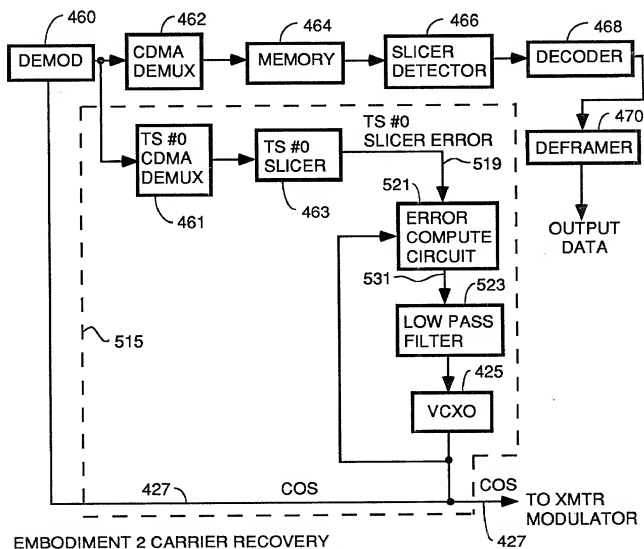 460
DEMOD
462
CDMA
DEMUX
464
MEMORY
466
SLICER
DETECTOR
468
DECODER
470
DEFRAMER
OUTPUT
DATA
TS #0
CDMA
DEMUX
461
TS #0
SLICER
463
TS #0
SLICER ERROR
519
521
ERROR
COMPUTE
CIRCUIT
531
523
LOW PASS
FILTER
425
VCXO
515
427
COS
COS
427
TO XMTR
MODULATOR
EMBODIMENT 2 CARRIER RECOVERY